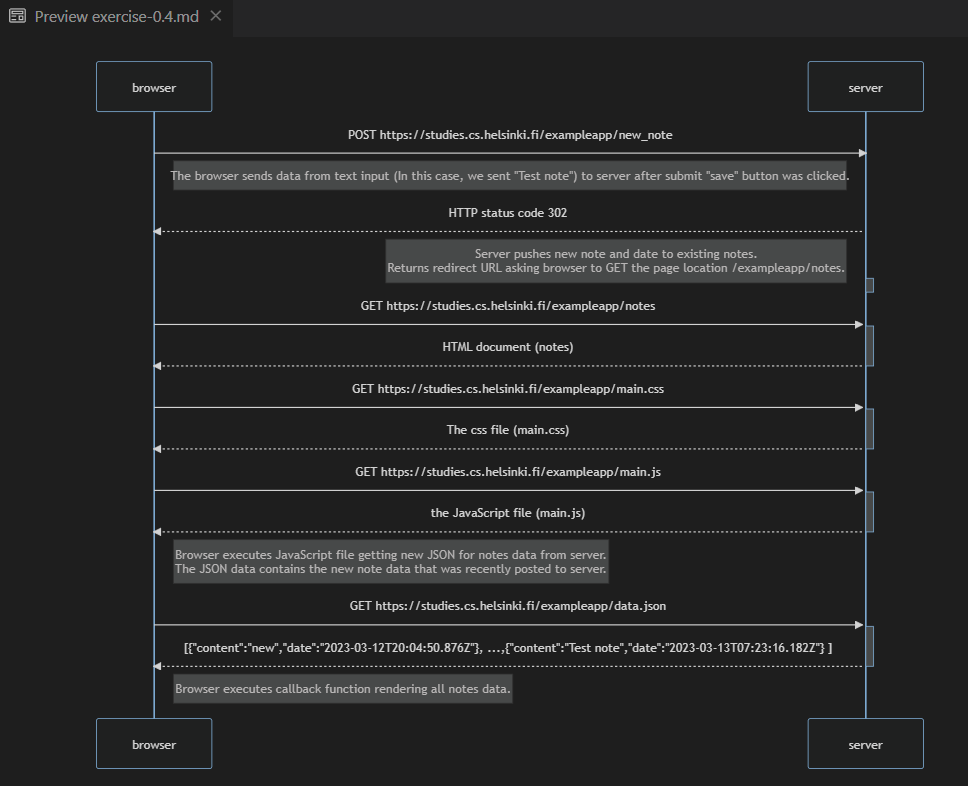 Preview exercise-0.4.md
browser
server
POST https://studies.cs.helsinki.fi/exampleapp/new_note
The browser sends data from text input (In this case, we sent "Test note") to server after submit "save" button was clicked.
HTTP status code 302
Server pushes new note and date to existing notes.
Returns redirect URL asking browser to GET the page location /exampleapp/notes.
GET https://studies.cs.helsinki.fi/exampleapp/notes
HTML document (notes)
GET https://studies.cs.helsinki.fi/exampleapp/main.css
The css file (main.css)
GET https://studies.cs.helsinki.fi/exampleapp/main.js
the JavaScript file (main.js)
Browser executes JavaScript file getting new JSON for notes data from server.
The JSON data contains the new note data that was recently posted to server.
GET https://studies.cs.helsinki.fi/exampleapp/data.json
[{"content":"new","date":"2023-03-12T20:04:50.876Z"}, ...,{"content":"Test note","date":"2023-03-13T07:23:16.182Z"} ]
Browser executes callback function rendering all notes data.
browser
server